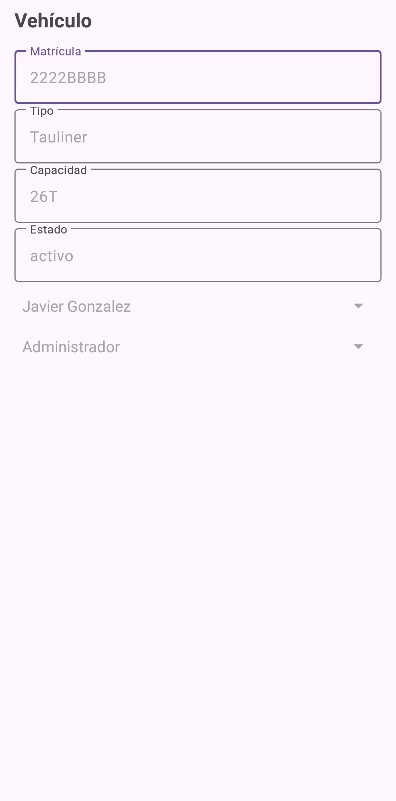 Vehículo
Matrícula
2222BBBB
Tipo
Tauliner
Capacidad
26T
Estado
activo
Javier Gonzalez
Administrador